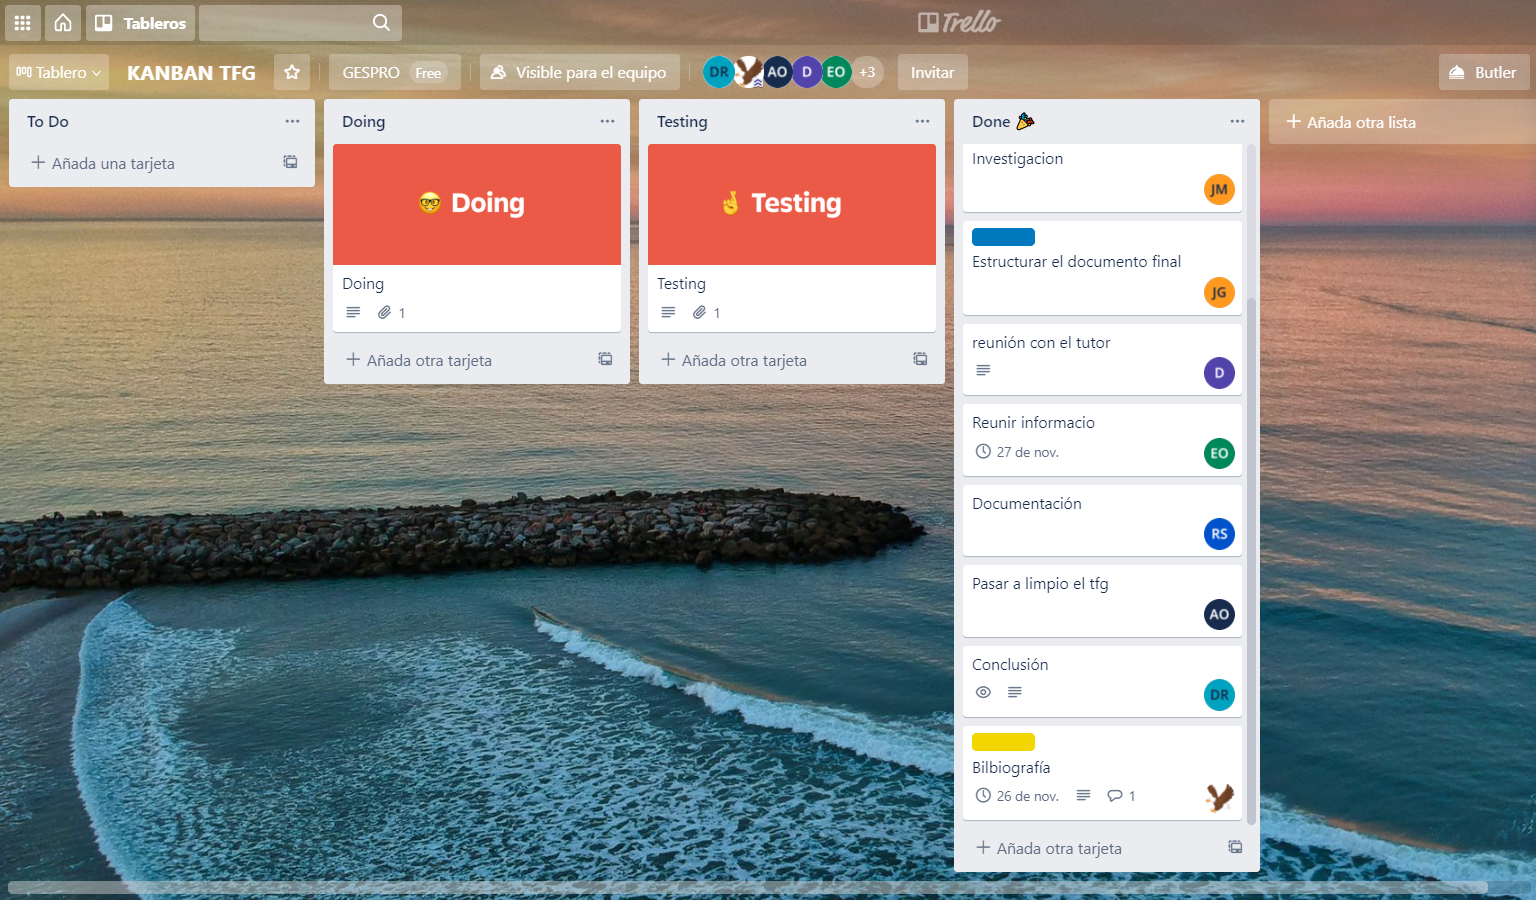 Tableros
Trello
Tablero
KANBAN TFG
GESPRO Free
Visible para el equipo
DR
AO
D
EO
+3
Invitar
Butler
To Do
Añada una tarjeta
Doing
Doing
Doing
1
Añada otra tarjeta
Testing
Testing
Testing
1
Añada otra tarjeta
Done
Investigacion
JM
Estructurar el documento final
JG
reunión con el tutor
D
Reunir informacio
27 de nov.
EO
Documentación
RS
Pasar a limpio el tfg
AO
Conclusión
DR
Bilbiografía
26 de nov.
1
Añada otra tarjeta
Añada otra lista